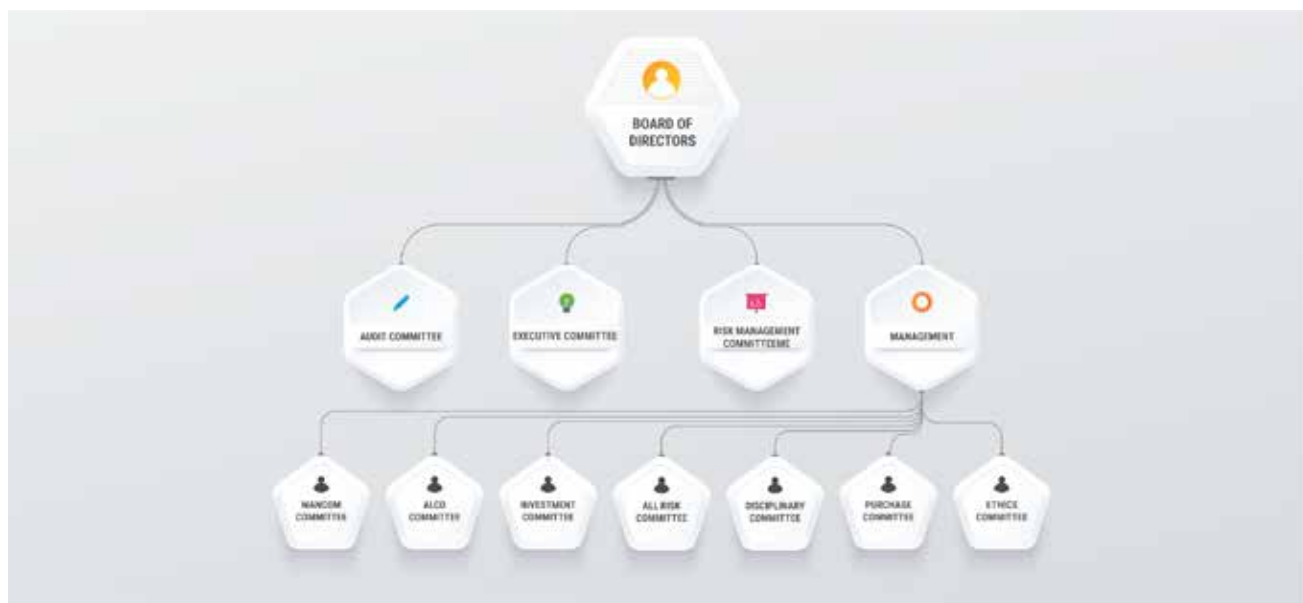 BOARD OF
DIRECTORS
AUDIT COMMITTEE
EXECUTIVE COMMITTEE
RISK MANAGEMENT
COMMITTEEME
MANAGEMENT
MANCOM
COMMITTEE
ALCO
COMMITTEE
INVESTMENT
COMMITTEE
ALL RISK
COMMITTEE
DISCIPLINARY
COMMITTEE
PURCHASE
COMMITTEE
ETHICS
COMMITTEE